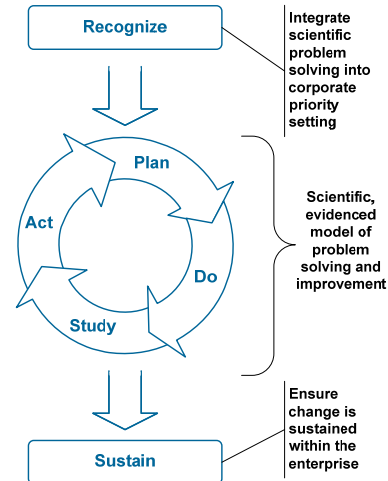 Recognize
Integrate
scientific
problem
solving into
corporate
priority
setting
Plan
Do
Study
Act
Scientific,
evidenced
model of
problem
solving and
improvement
Sustain
Ensure
change is
sustained
within the
enterprise